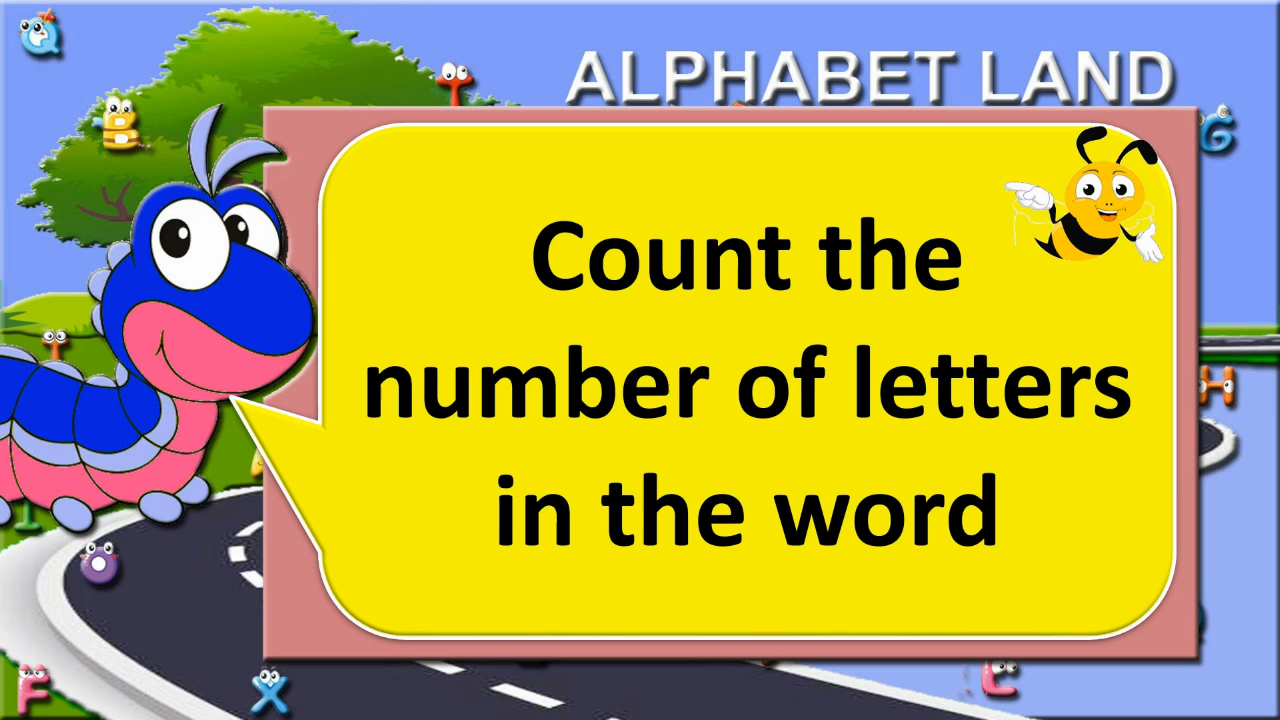 Q
ALPHABET LAND
B
G
Count the
number of letters
in the word
H
F
X